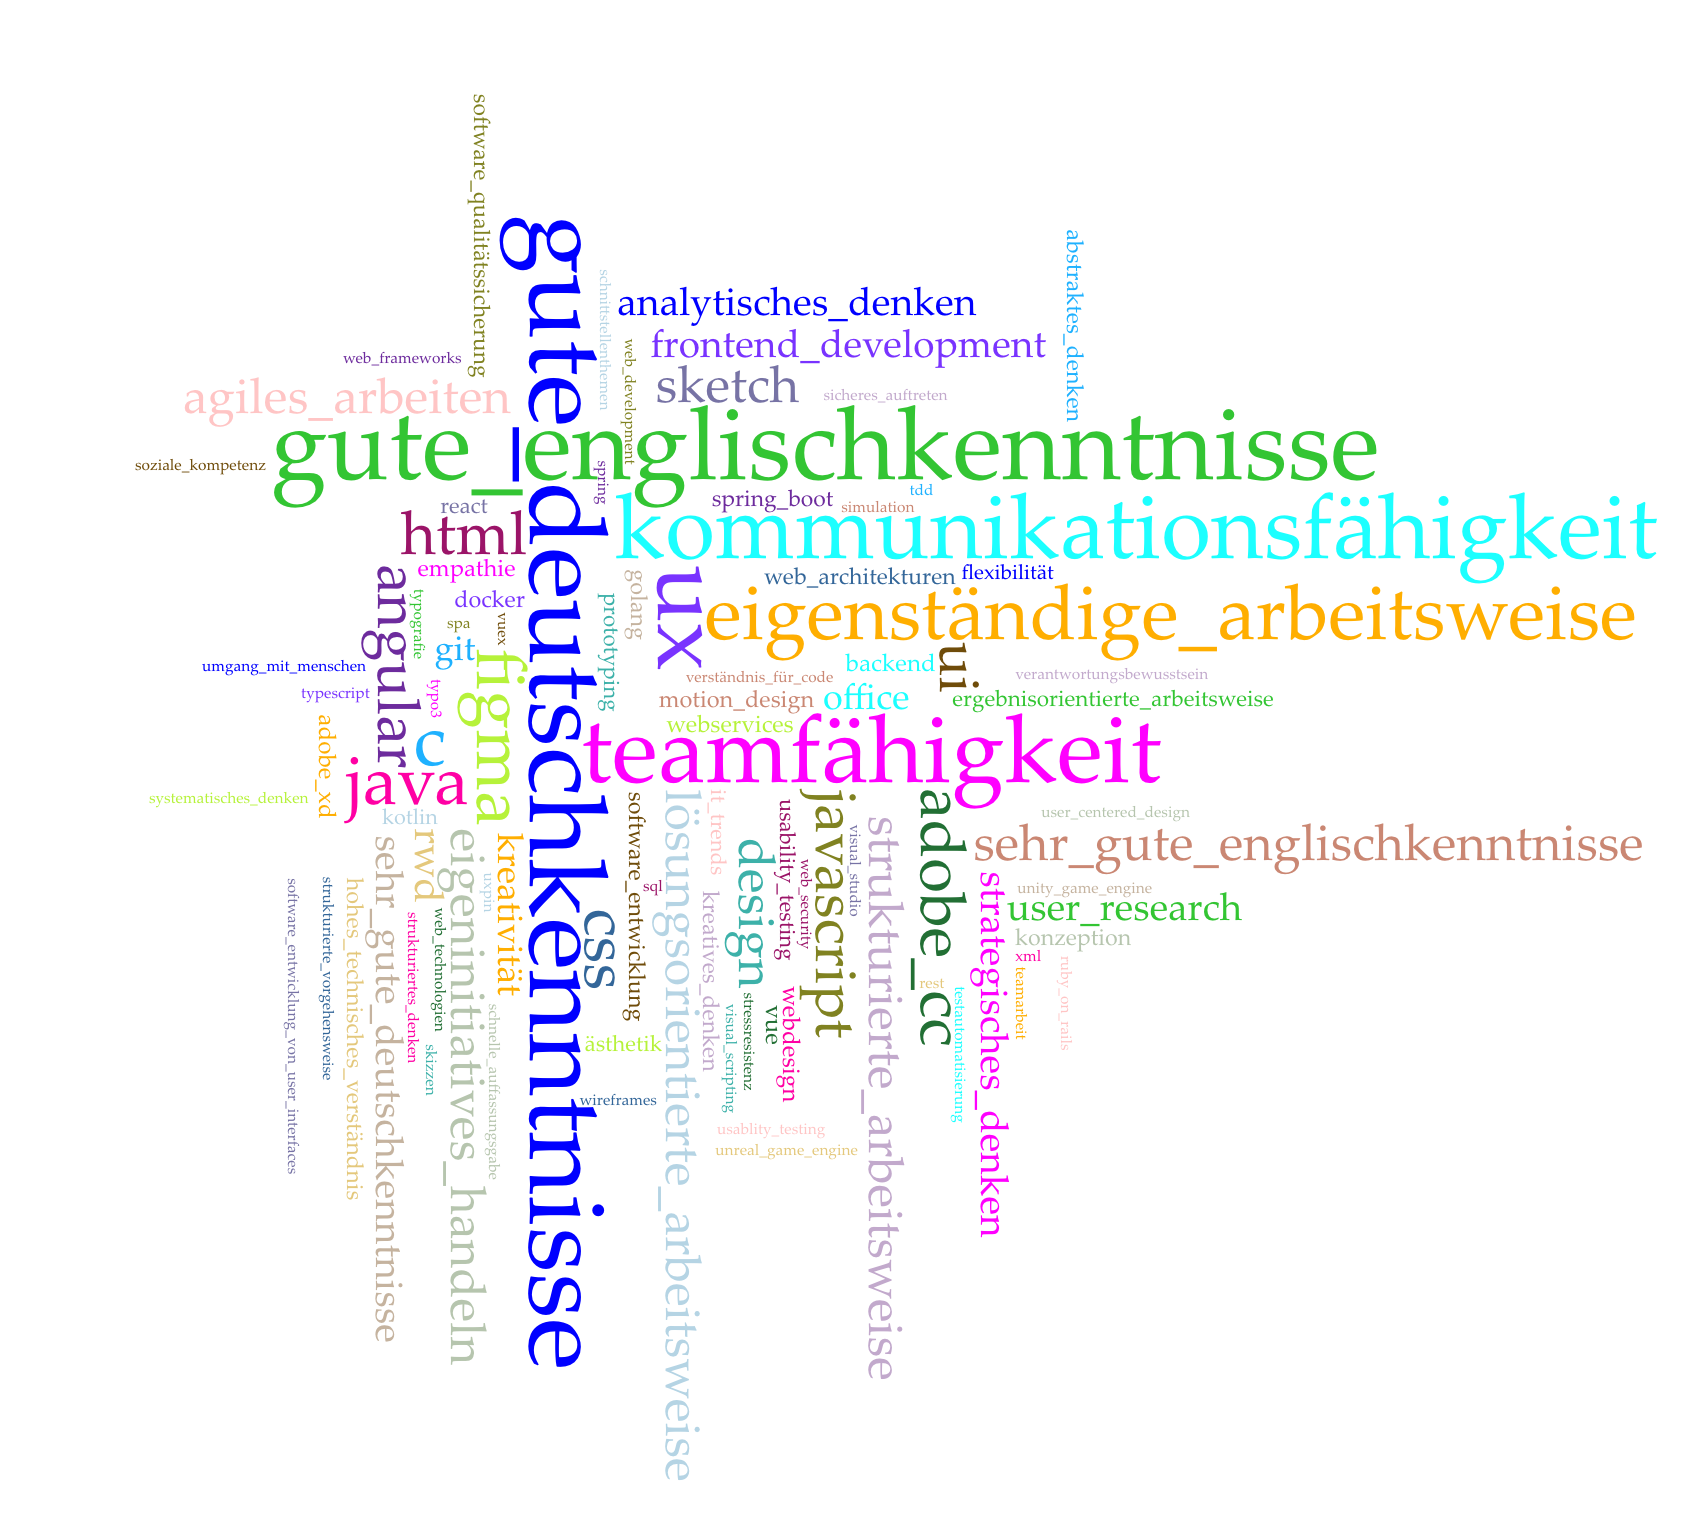 software_qualitätssicherung
gute_deutschkenntnisse
schnittstellenthemen
analytisches_denken
abstraktes_denken
frontend_development
web_development
web_frameworks
sketch
agiles_arbeiten
sicheres_auftreten
gute_englischkenntnisse
soziale_kompetenz
spring
spring_boot
tdd
react
simulation
kommunikationsfähigkeit
html
empathie
angular
golang
ux
web_architekturen
flexibilität
typografie
docker
prototyping
eigenständige_arbeitsweise
spa
vuex
git
figma
ui
backend
umgang_mit_menschen
verständnis_für_code
verantwortungsbewusstsein
typescript
typo3
motion_design
office
ergebnisorientierte_arbeitsweise
adobe_xd
c
webservices
teamfähigkeit
java
systematisches_denken
kotlin
software_entwicklung
lösungsorientierte_arbeitsweise
it_trends
usability_testing
javascript
adobe_cc
user_centered_design
rwd
eigeninitiatives_handeln
kreativität
sehr_gute_deutschkenntnisse
design
visual_studio
strukturierte_arbeitsweise
sehr_gute_englischkenntnisse
software_entwicklung_von_user_interfaces
strukturierte_vorgehensweise
hohes_technisches_verständnis
uxpin
sql
web_security
strategisches_denken
unity_game_engine
strukturiertes_denken
web_technologien
css
kreatives_denken
user_research
konzeption
xml
teamarbeit
ruby_on_rails
rest
testautomatisierung
schnelle_auffassungsgabe
visual_scripting
stressresistenz
vue
webdesign
skizzen
ästhetik
wireframes
usablity_testing
unreal_game_engine